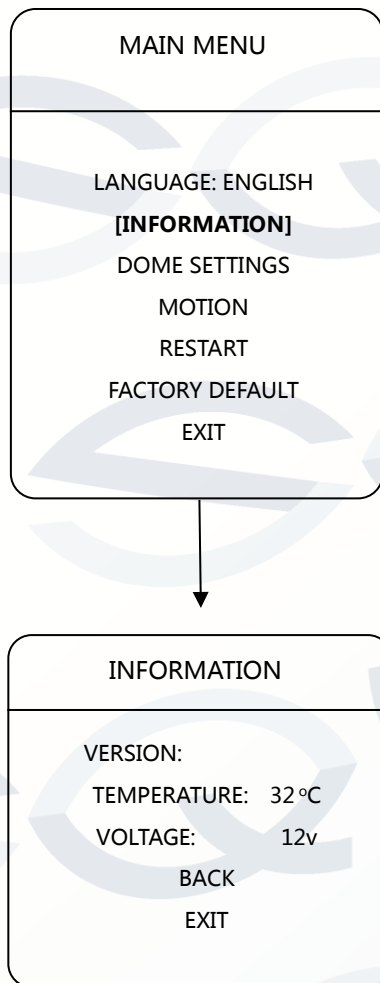 MAIN MENU
LANGUAGE: ENGLISH
[INFORMATION]
DOME SETTINGS
MOTION
RESTART
FACTORY DEFAULT
EXIT
INFORMATION
VERSION:
TEMPERATURE: 32 ºC
VOLTAGE: 12v
BACK
EXIT